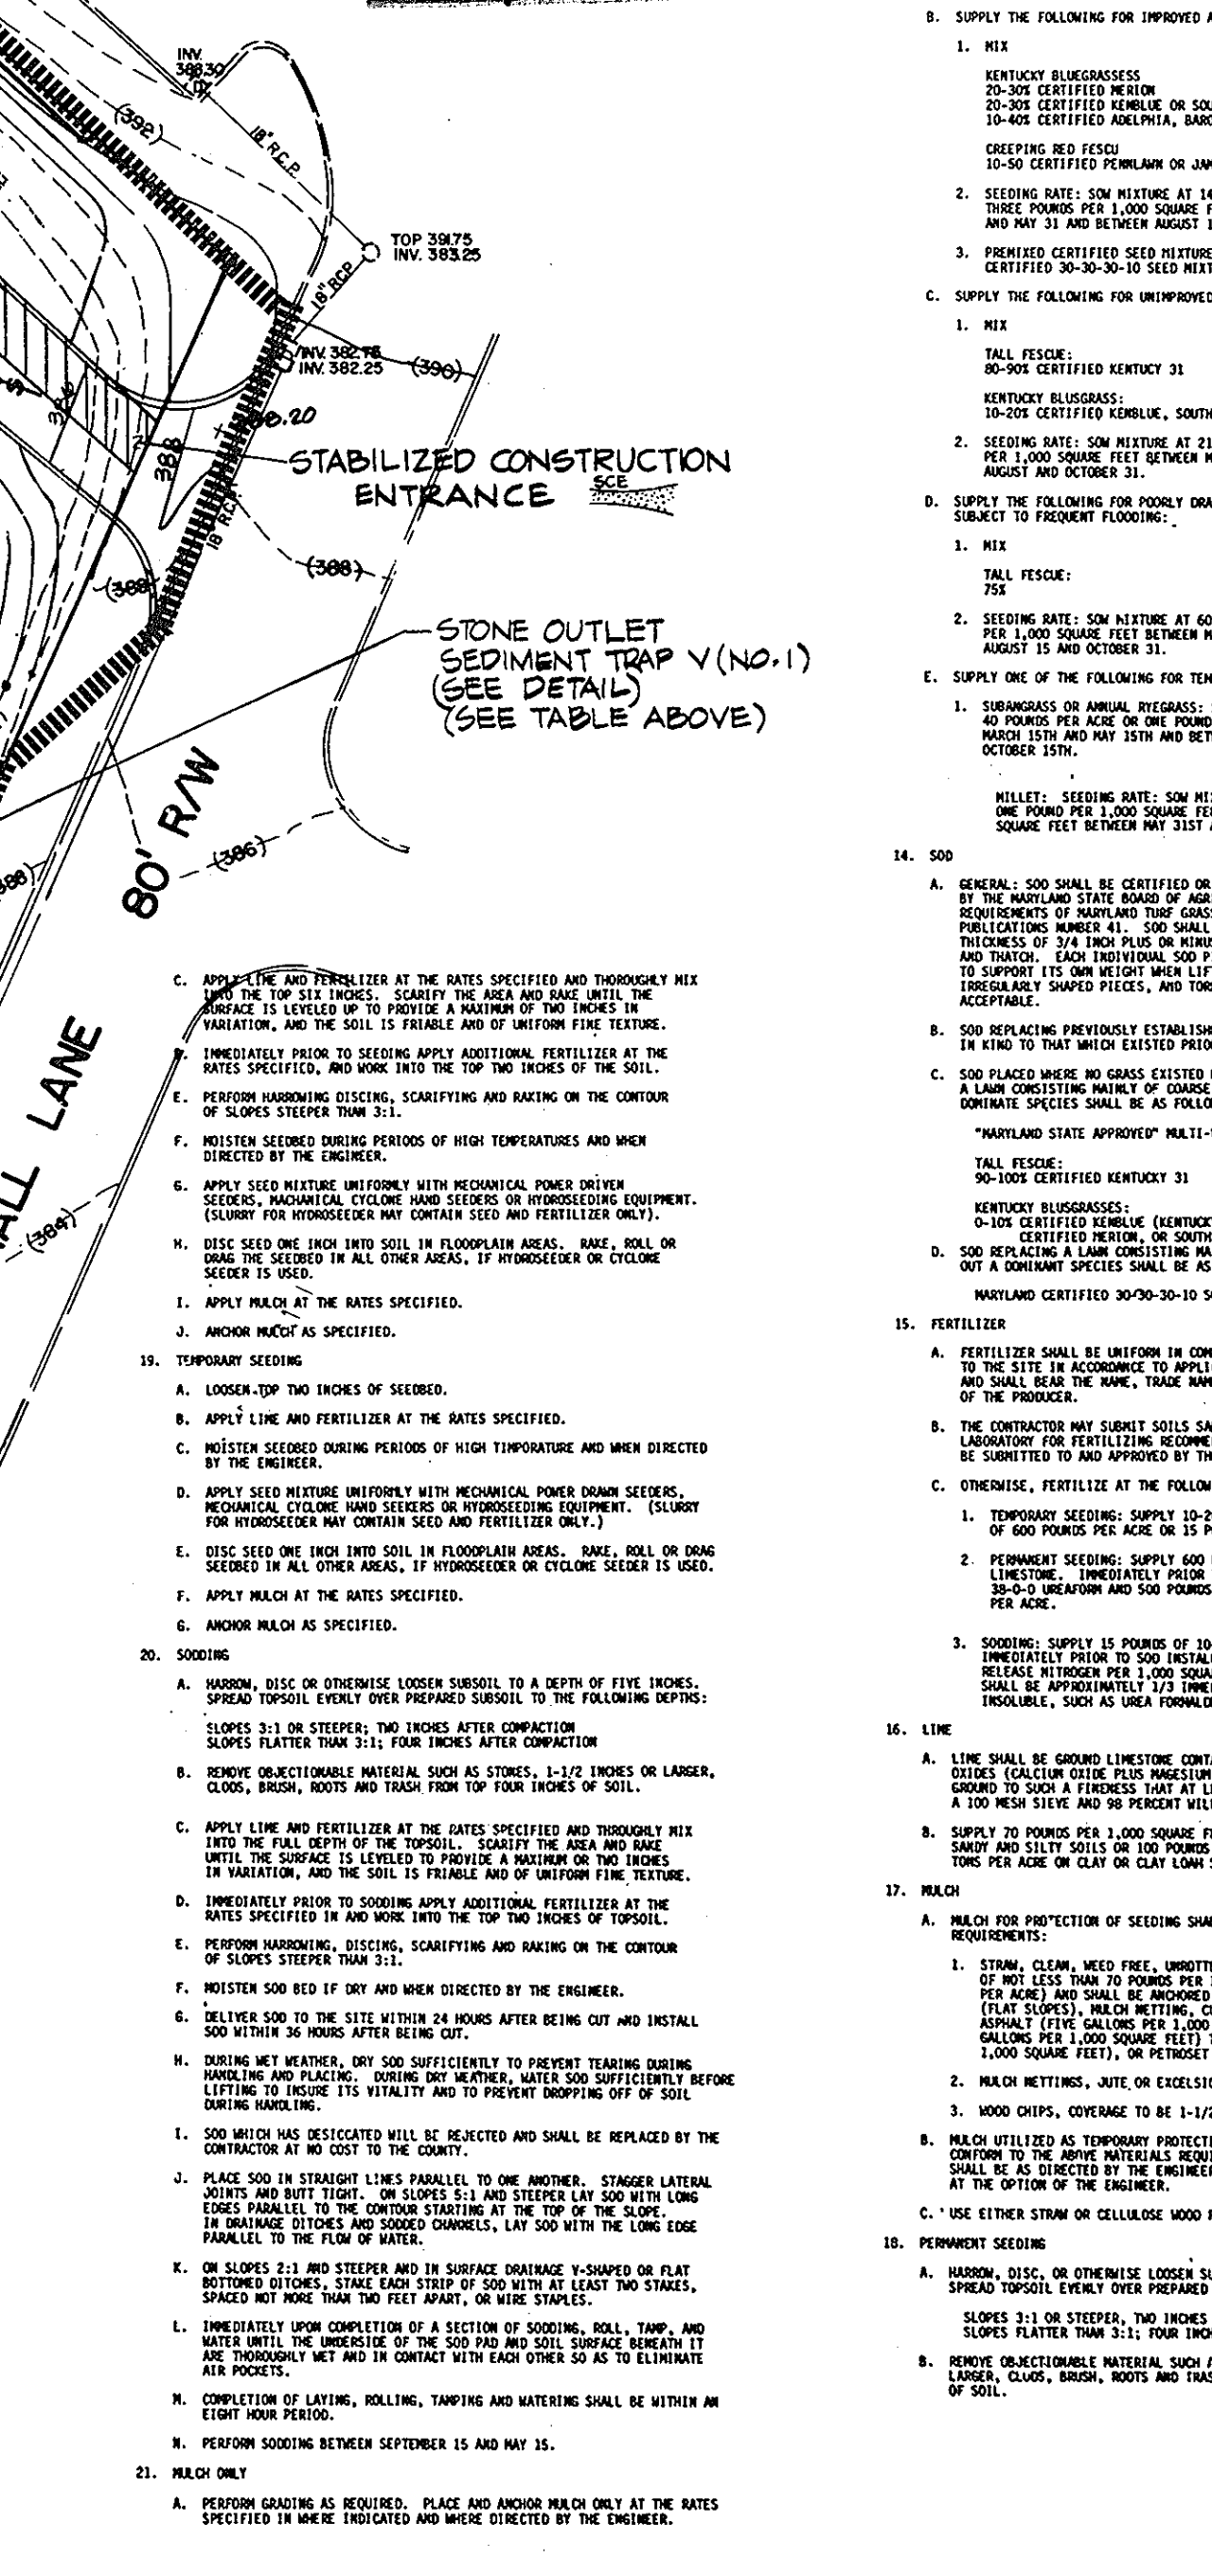 INV.
388.30
(392)
18" R.C.P.
TOP 391.75
INV. 383.25
18" RCP
INV. 382.75
INV. 382.25
(390)
388
STABILIZED CONSTRUCTION
ENTRANCE
SCE
18" RCP
(388)
(388)
STONE OUTLET
SEDIMENT TRAP V (NO.1)
(SEE DETAIL)
(SEE TABLE ABOVE)
80' R/W
(386)
LANE
(384)
C. APPLY LIME AND FERTILIZER AT THE RATES SPECIFIED AND THOROUGHLY MIX
INTO THE TOP SIX INCHES. SCARIFY THE AREA AND RAKE UNTIL THE
SURFACE IS LEVELED UP TO PROVIDE A MAXIMUM OF TWO INCHES IN
VARIATION, AND THE SOIL IS FRIABLE AND OF UNIFORM FINE TEXTURE.
D. IMMEDIATELY PRIOR TO SEEDING APPLY ADDITIONAL FERTILIZER AT THE
RATES SPECIFIED, AND WORK INTO THE TOP TWO INCHES OF THE SOIL.
E. PERFORM HARROWING DISCING, SCARIFYING AND RAKING ON THE CONTOUR
OF SLOPES STEEPER THAN 3:1.
F. MOISTEN SEEDBED DURING PERIODS OF HIGH TEMPERATURES AND WHEN
DIRECTED BY THE ENGINEER.
G. APPLY SEED MIXTURE UNIFORMLY WITH MECHANICAL POWER DRIVEN
SEEDERS, MACHANICAL CYCLONE HAND SEEDERS OR HYDROSEEDING EQUIPMENT.
(SLURRY FOR HYDROSEEDER MAY CONTAIN SEED AND FERTILIZER ONLY).
H. DISC SEED ONE INCH INTO SOIL IN FLOODPLAIN AREAS. RAKE, ROLL OR
DRAG THE SEEDBED IN ALL OTHER AREAS, IF HYDROSEEDER OR CYCLONE
SEEDER IS USED.
I. APPLY MULCH AT THE RATES SPECIFIED.
J. ANCHOR MULCH AS SPECIFIED.
19. TEMPORARY SEEDING
A. LOOSEN TOP TWO INCHES OF SEEDBED.
B. APPLY LIME AND FERTILIZER AT THE RATES SPECIFIED.
C. MOISTEN SEEDBED DURING PERIODS OF HIGH TIMPORATURE AND WHEN DIRECTED
BY THE ENGINEER.
D. APPLY SEED MIXTURE UNIFORMLY WITH MECHANICAL POWER DRAWN SEEDERS,
MECHANICAL CYCLONE HAND SEEKERS OR HYDROSEEDING EQUIPMENT. (SLURRY
FOR HYDROSEEDER MAY CONTAIN SEED AND FERTILIZER ONLY.)
E. DISC SEED ONE INCH INTO SOIL IN FLOODPLAIN AREAS. RAKE, ROLL OR DRAG
SEEDBED IN ALL OTHER AREAS, IF HYDROSEEDER OR CYCLONE SEEDER IS USED.
F. APPLY MULCH AT THE RATES SPECIFIED.
G. ANCHOR MULCH AS SPECIFIED.
20. SODDING
A. HARROW, DISC OR OTHERWISE LOOSEN SUBSOIL TO A DEPTH OF FIVE INCHES.
SPREAD TOPSOIL EVENLY OVER PREPARED SUBSOIL TO THE FOLLOWING DEPTHS:
SLOPES 3:1 OR STEEPER; TWO INCHES AFTER COMPACTION
SLOPES FLATTER THAN 3:1; FOUR INCHES AFTER COMPACTION
B. REMOVE OBJECTIONABLE MATERIAL SUCH AS STONES, 1-1/2 INCHES OR LARGER,
CLODS, BRUSH, ROOTS AND TRASH FROM TOP FOUR INCHES OF SOIL.
C. APPLY LIME AND FERTILIZER AT THE RATES SPECIFIED AND THROUGHLY MIX
INTO THE FULL DEPTH OF THE TOPSOIL. SCARIFY THE AREA AND RAKE
UNTIL THE SURFACE IS LEVELED TO PROVIDE A MAXIMUM OR TWO INCHES
IN VARIATION, AND THE SOIL IS FRIABLE AND OF UNIFORM FINE TEXTURE.
D. IMMEDIATELY PRIOR TO SODDING APPLY ADDITIONAL FERTILIZER AT THE
RATES SPECIFIED IN AND WORK INTO THE TOP TWO INCHES OF TOPSOIL.
E. PERFORM HARROWING, DISCING, SCARIFYING AND RAKING ON THE CONTOUR
OF SLOPES STEEPER THAN 3:1.
F. MOISTEN SOD BED IF DRY AND WHEN DIRECTED BY THE ENGINEER.
G. DELIVER SOD TO THE SITE WITHIN 24 HOURS AFTER BEING CUT AND INSTALL
SOD WITHIN 36 HOURS AFTER BEING CUT.
H. DURING WET WEATHER, DRY SOD SUFFICIENTLY TO PREVENT TEARING DURING
HANDLING AND PLACING. DURING DRY WEATHER, WATER SOD SUFFICIENTLY BEFORE
LIFTING TO INSURE ITS VITALITY AND TO PREVENT DROPPING OFF OF SOIL
DURING HANDLING.
I. SOD WHICH HAS DESICCATED WILL BE REJECTED AND SHALL BE REPLACED BY THE
CONTRACTOR AT NO COST TO THE COUNTY.
J. PLACE SOD IN STRAIGHT LINES PARALLEL TO ONE ANOTHER. STAGGER LATERAL
JOINTS AND BUTT TIGHT. ON SLOPES 5:1 AND STEEPER LAY SOD WITH LONG
EDGES PARALLEL TO THE CONTOUR STARTING AT THE TOP OF THE SLOPE.
IN DRAINAGE DITCHES AND SODDED CHANNELS, LAY SOD WITH THE LONG EDGE
PARALLEL TO THE FLOW OF WATER.
K. ON SLOPES 2:1 AND STEEPER AND IN SURFACE DRAINAGE V-SHAPED OR FLAT
BOTTOMED DITCHES, STAKE EACH STRIP OF SOD WITH AT LEAST TWO STAKES,
SPACED NOT MORE THAN TWO FEET APART, OR WIRE STAPLES.
L. IMMEDIATELY UPON COMPLETION OF A SECTION OF SODDING, ROLL, TAMP, AND
WATER UNTIL THE UNDERSIDE OF THE SOD PAD AND SOIL SURFACE BENEATH IT
ARE THOROUGHLY WET AND IN CONTACT WITH EACH OTHER SO AS TO ELIMINATE
AIR POCKETS.
M. COMPLETION OF LAYING, ROLLING, TAMPING AND WATERING SHALL BE WITHIN AN
EIGHT HOUR PERIOD.
N. PERFORM SODDING BETWEEN SEPTEMBER 15 AND MAY 15.
21. MULCH ONLY
A. PERFORM GRADING AS REQUIRED. PLACE AND ANCHOR MULCH ONLY AT THE RATES
SPECIFIED IN WHERE INDICATED AND WHERE DIRECTED BY THE ENGINEER.
B. SUPPLY THE FOLLOWING FOR IMPROVED
1. MIX
KENTUCKY BLUEGRASSESS
20-30% CERTIFIED MERION
20-30% CERTIFIED KENBLUE OR
10-40% CERTIFIED ADELPHIA,
CREEPING RED FESCU
10-50 CERTIFIED PENNLAWN OR
2. SEEDING RATE: SOW MIXTURE AT 14
THREE POUNDS PER 1,000 SQUARE
AND MAY 31 AND BETWEEN AUGUST
3. PREMIXED CERTIFIED SEED MIXTURE
CERTIFIED 30-30-30-10 SEED
C. SUPPLY THE FOLLOWING FOR UNIMPROVED
1. MIX
TALL FESCUE:
80-90% CERTIFIED KENTUCY 31
KENTUCKY BLUSGRASS:
10-20% CERTIFIED KENBLUE, SOUTH
2. SEEDING RATE: SOW MIXTURE AT 21
PER 1,000 SQUARE FEET BETWEEN
AUGUST AND OCTOBER 31.
D. SUPPLY THE FOLLOWING FOR POORLY
SUBJECT TO FREQUENT FLOODING:
1. MIX
TALL FESCUE:
75%
2. SEEDING RATE: SOW MIXTURE AT 60
PER 1,000 SQUARE FEET BETWEEN
AUGUST 15 AND OCTOBER 31.
E. SUPPLY ONE OF THE FOLLOWING FOR
1. SUBANGRASS OR ANNUAL RYEGRASS:
40 POUNDS PER ACRE OR ONE POUND
MARCH 15TH AND MAY 15TH AND
OCTOBER 15TH.
MILLET: SEEDING RATE: SOW
ONE POUND PER 1,000 SQUARE
SQUARE FEET BETWEEN MAY 31ST
14. SOD
A. GENERAL: SOD SHALL BE CERTIFIED OR
BY THE MARYLAND STATE BOARD OF
REQUIREMENTS OF MARYLAND TURF
PUBLICATIONS NUMBER 41. SOD SHALL
THICKNESS OF 3/4 INCH PLUS OR MINUS
AND THATCH. EACH INDIVIDUAL SOD
TO SUPPORT ITS OWN WEIGHT WHEN
IRREGULARLY SHAPED PIECES, AND
ACCEPTABLE.
B. SOD REPLACING PREVIOUSLY
IN KIND TO THAT WHICH EXISTED
C. SOD PLACED WHERE NO GRASS EXISTED
A LAWN CONSISTING MAINLY OF COARSE
DOMINATE SPECIES SHALL BE AS
"MARYLAND STATE APPROVED"
TALL FESCUE:
90-100% CERTIFIED KENTUCKY 31
KENTUCKY BLUSGRASSES:
0-10% CERTIFIED KENBLUE
CERTIFIED MERION, OR SOUTH
D. SOD REPLACING A LAWN CONSISTING
OUT A DOMINANT SPECIES SHALL BE AS
MARYLAND CERTIFIED 30-30-30-10
15. FERTILIZER
A. FERTILIZER SHALL BE UNIFORM IN
TO THE SITE IN ACCORDANCE TO
AND SHALL BEAR THE NAME, TRADE
OF THE PRODUCER.
B. THE CONTRACTOR MAY SUBMIT SOILS
LABORATORY FOR FERTILIZING
BE SUBMITTED TO AND APPROVED BY
C. OTHERWISE, FERTILIZE AT THE
1. TEMPORARY SEEDING: SUPPLY
OF 600 POUNDS PER ACRE OR 15
2. PERMANENT SEEDING: SUPPLY 600
LIMESTONE. IMMEDIATELY PRIOR
38-0-0 UREAFORM AND 500 POUNDS
PER ACRE.
3. SODDING: SUPPLY 15 POUNDS OF
IMMEDIATELY PRIOR TO SOD
RELEASE NITROGEN PER 1,000
SHALL BE APPROXIMATELY 1/3
INSOLUBLE, SUCH AS UREA
16. LIME
A. LIME SHALL BE GROUND LIMESTONE
OXIDES (CALCIUM OXIDE PLUS
GROUND TO SUCH A FINENESS THAT AT
A 100 MESH SIEVE AND 98 PERCENT
B. SUPPLY 70 POUNDS PER 1,000 SQUARE
SANDY AND SILTY SOILS OR 100 POUNDS
TONS PER ACRE ON CLAY OR CLAY LOAM
17. MULCH
A. MULCH FOR PROTECTION OF SEEDING
REQUIREMENTS:
1. STRAW, CLEAN, WEED FREE,
OF NOT LESS THAN 70 POUNDS PER
PER ACRE) AND SHALL BE ANCHORED
(FLAT SLOPES), MULCH NETTING,
ASPHALT (FIVE GALLONS PER 1,000
GALLONS PER 1,000 SQUARE FEET)
1,000 SQUARE FEET), OR PETROSET
2. MULCH NETTINGS, JUTE OR
3. WOOD CHIPS, COVERAGE TO BE
B. MULCH UTILIZED AS TEMPORARY
CONFORM TO THE ABOVE MATERIALS
SHALL BE AS DIRECTED BY THE
AT THE OPTION OF THE ENGINEER.
C. USE EITHER STRAW OR CELLULOSE WOOD
18. PERMANENT SEEDING
A. HARROW, DISC, OR OTHERWISE LOOSEN
SPREAD TOPSOIL EVENLY OVER PREPARED
SLOPES 3:1 OR STEEPER, TWO INCHES
SLOPES FLATTER THAN 3:1; FOUR
B. REMOVE OBJECTIONABLE MATERIAL SUCH
LARGER, CLUOS, BRUSH, ROOTS AND
OF SOIL.